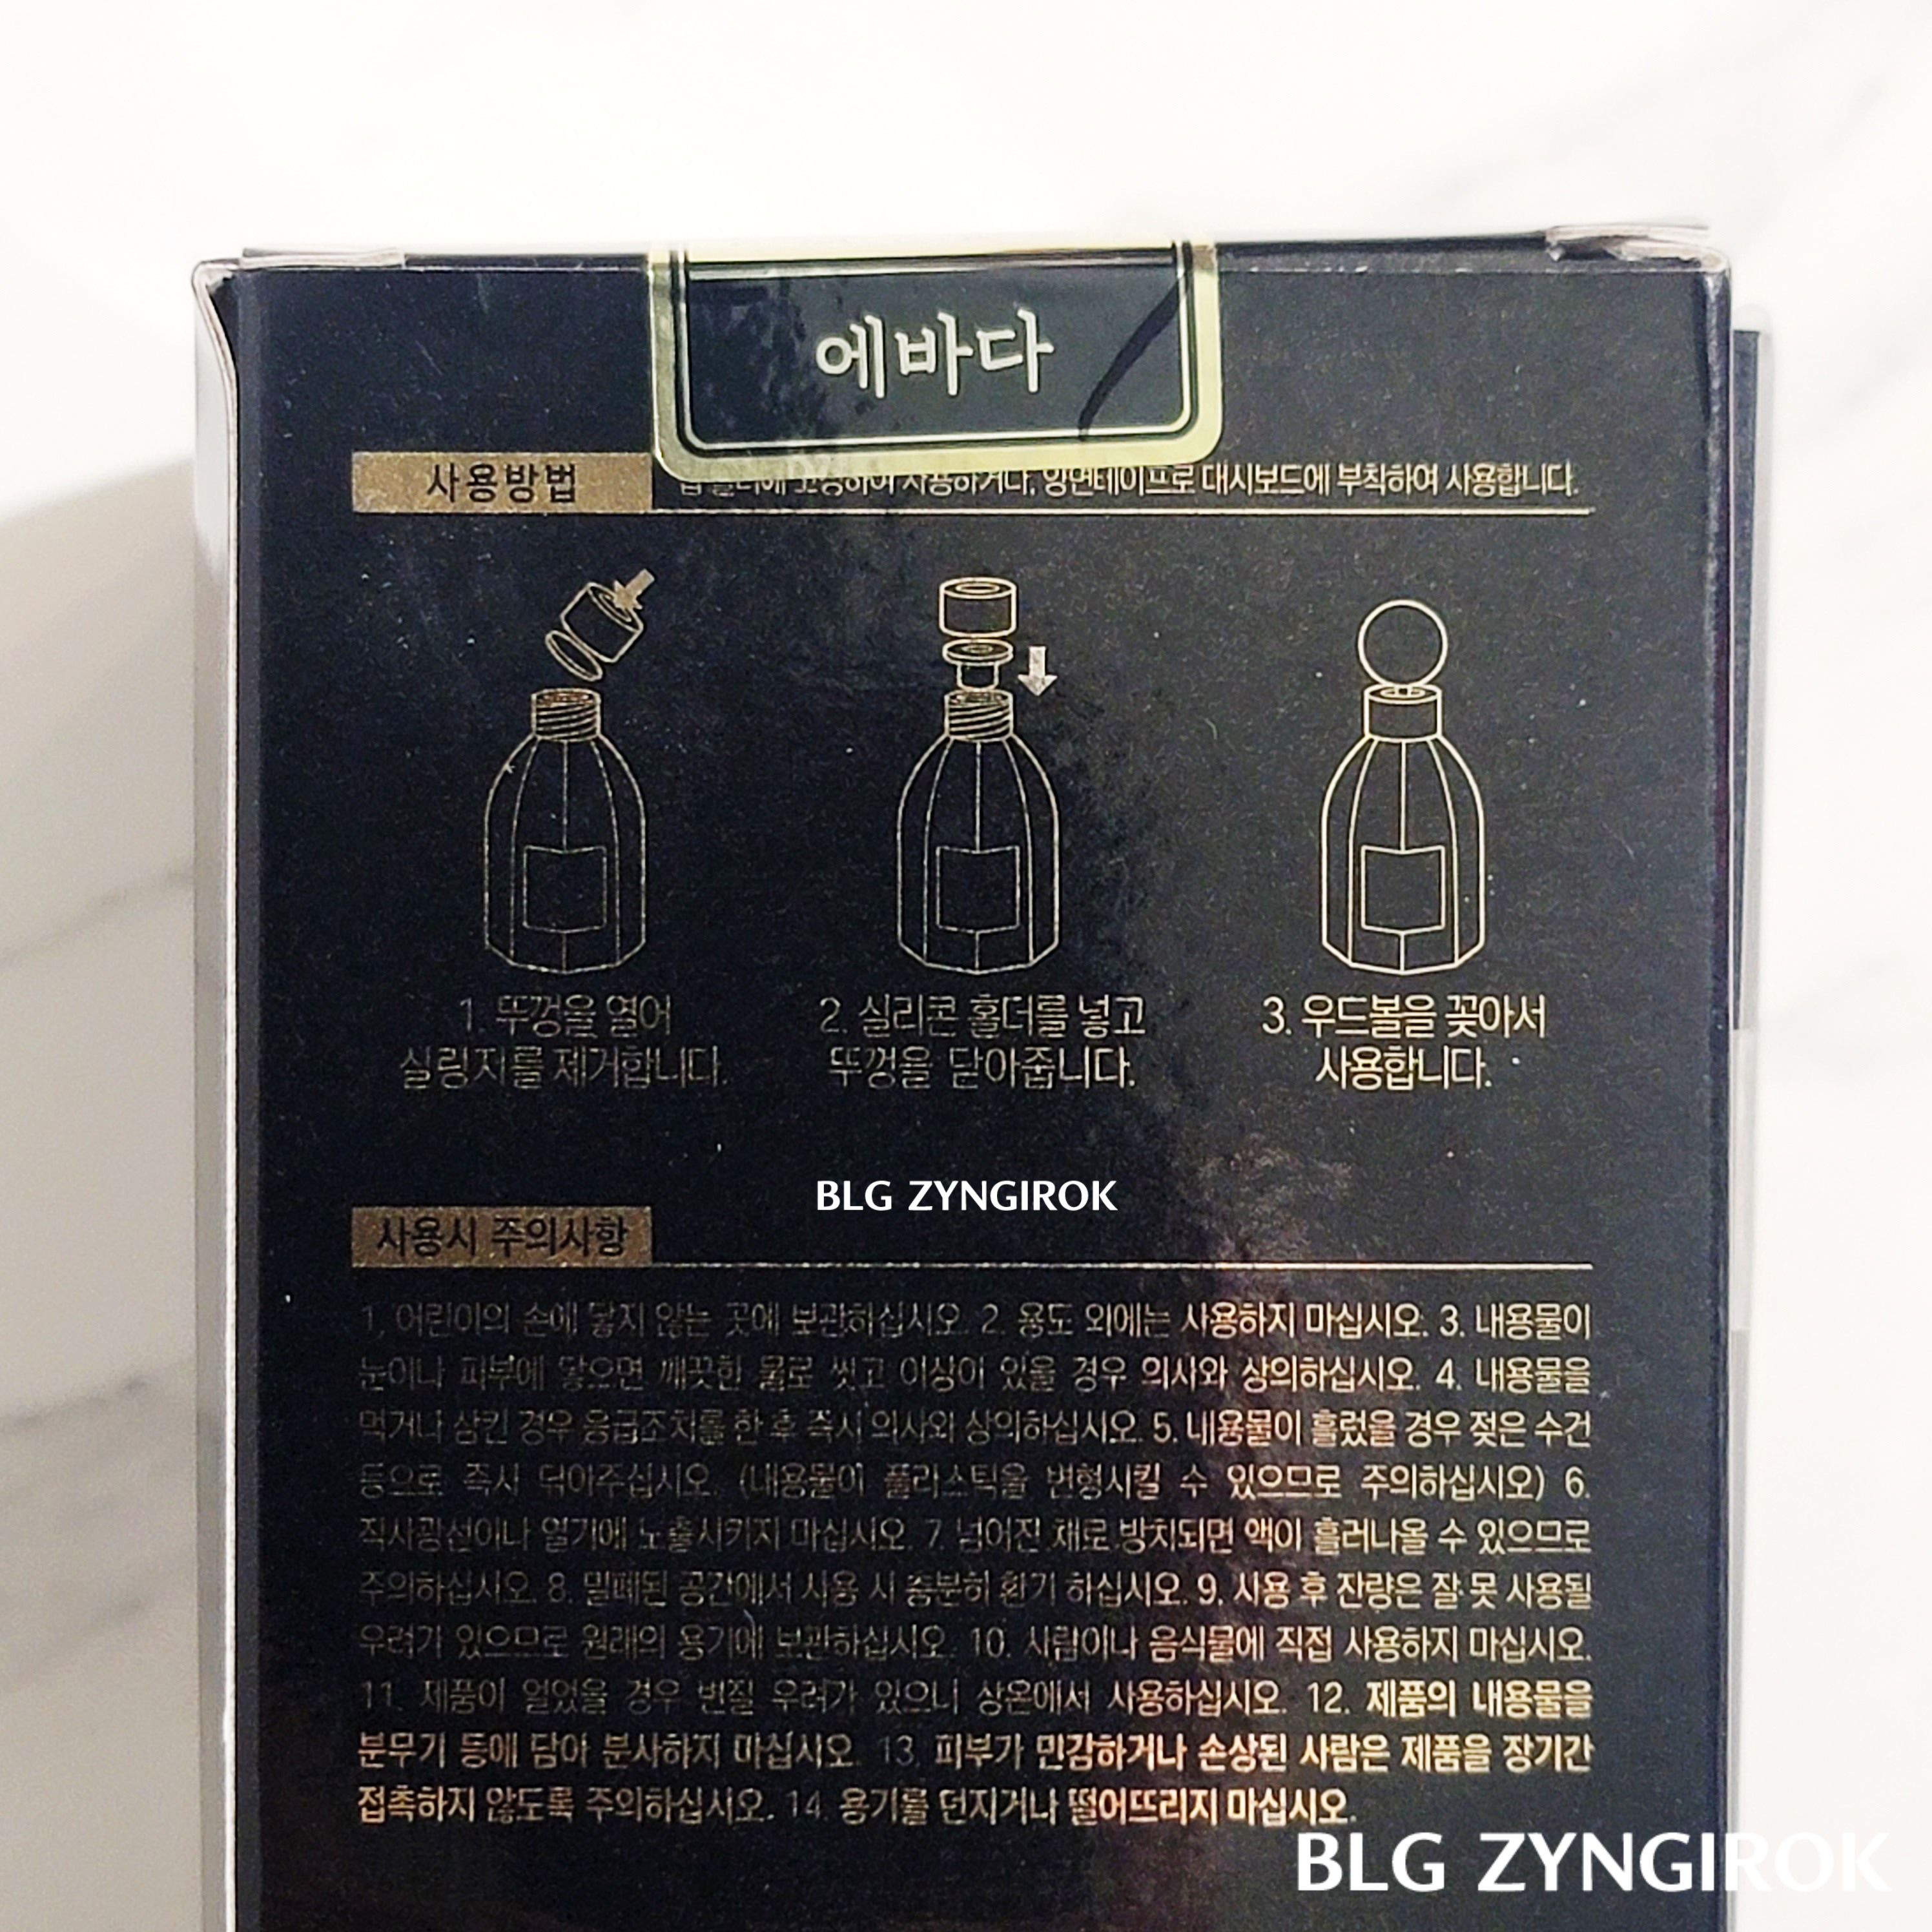 에바다
사용방법
사용하거나, 양면테이프로 대시보드에 부착하여 사용합니다.
1. 뚜껑을 열어
실링지를 제거합니다.
2. 실리콘 홀더를 넣고
뚜껑을 닫아줍니다.
3. 우드볼을 꽂아서
사용합니다.
BLG ZYNGIROK
사용시 주의사항
1. 어린이의 손에 닿지 않는 곳에 보관하십시오. 2. 용도 외에는 사용하지 마십시오. 3. 내용물이
눈이나 피부에 닿으면 깨끗한 물로 씻고 이상이 있을 경우 의사와 상의하십시오. 4. 내용물을
먹거나 삼킨 경우 응급조처를 한 후 즉시 의사와 상의하십시오. 5. 내용물이 흘렀을 경우 젖은 수건
등으로 즉시 닦아주십시오. (내용물이 플라스틱을 변형시킬 수 있으므로 주의하십시오) 6.
직사광선이나 열기에 노출시키지 마십시오. 7. 넘어진 채로 방치되면 액이 흘러나올 수 있으므로
주의하십시오. 8. 밀폐된 공간에서 사용 시 충분히 환기 하십시오. 9. 사용 후 잔량은 잘 못 사용될
우려가 있으므로 원래의 용기에 보관하십시오. 10. 사람이나 음식물에 직접 사용하지 마십시오.
11. 제품이 얼었을 경우 변질 우려가 있으니 상온에서 사용하십시오. 12. 제품의 내용물을
분무기 등에 담아 분사하지 마십시오. 13. 피부가 민감하거나 손상된 사람은 제품을 장기간
접촉하지 않도록 주의하십시오. 14. 용기를 던지거나 떨어뜨리지 마십시오.
BLG ZYNGIROK